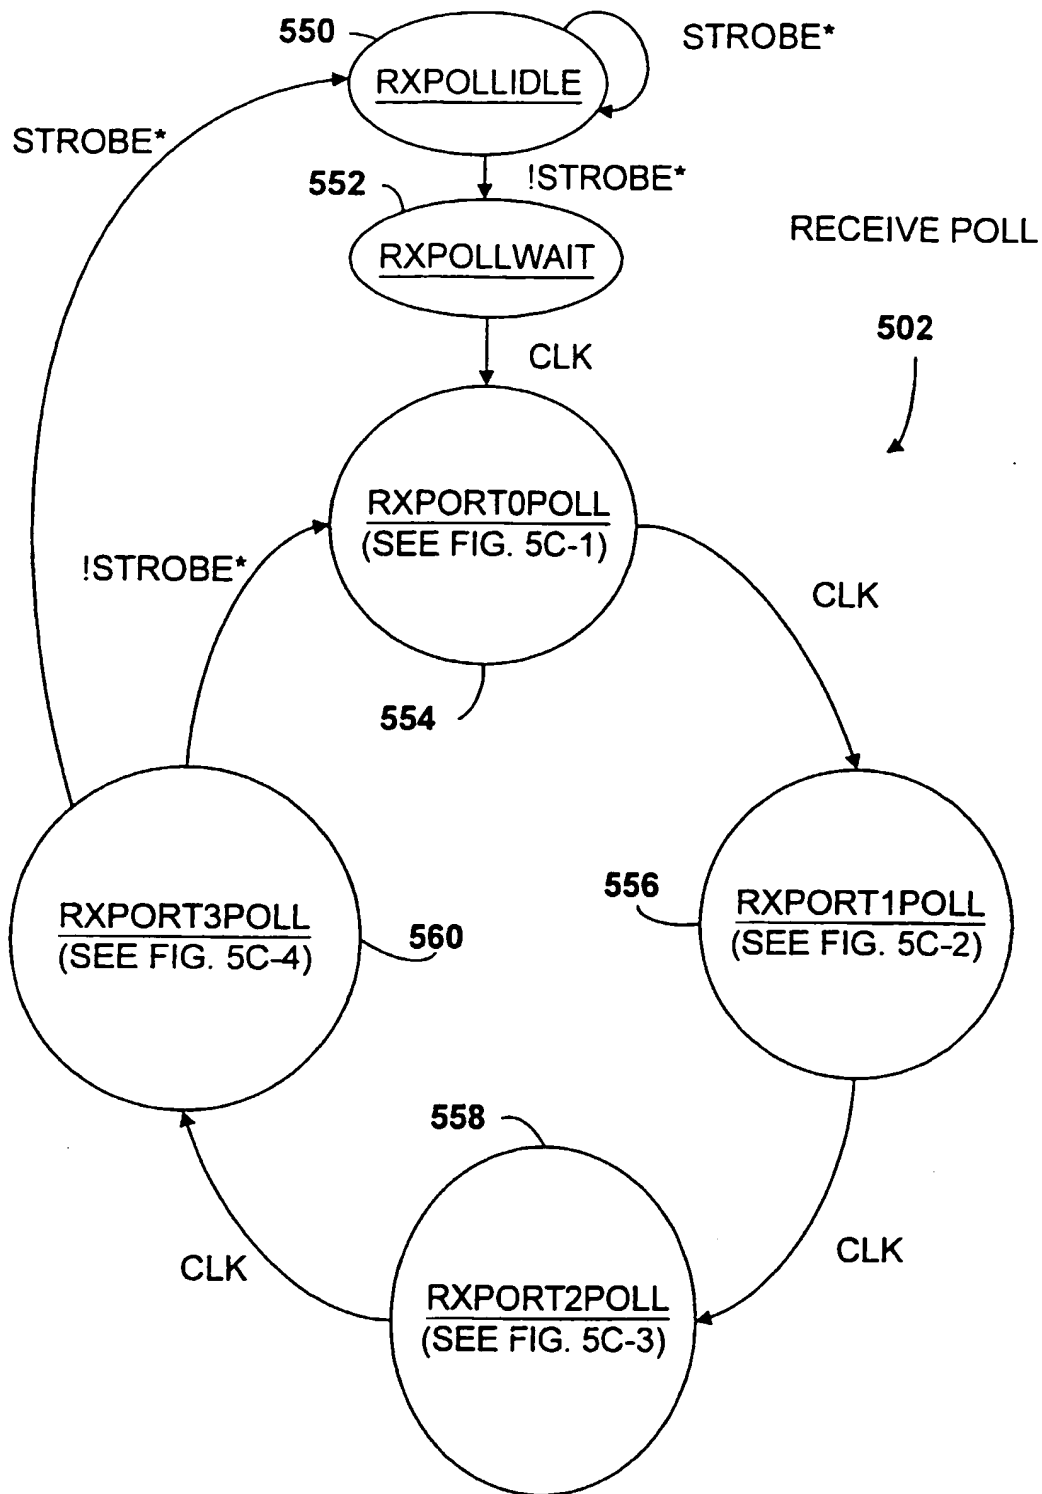 550
STROBE*
RXPOLLIDLE
STROBE*
!STROBE*
552
RXPOLLWAIT
RECEIVE POLL
502
CLK
RXPORT0POLL
(SEE FIG. 5C-1)
!STROBE*
CLK
554
RXPORT3POLL
(SEE FIG. 5C-4)
560
556
RXPORT1POLL
(SEE FIG. 5C-2)
558
CLK
CLK
RXPORT2POLL
(SEE FIG. 5C-3)